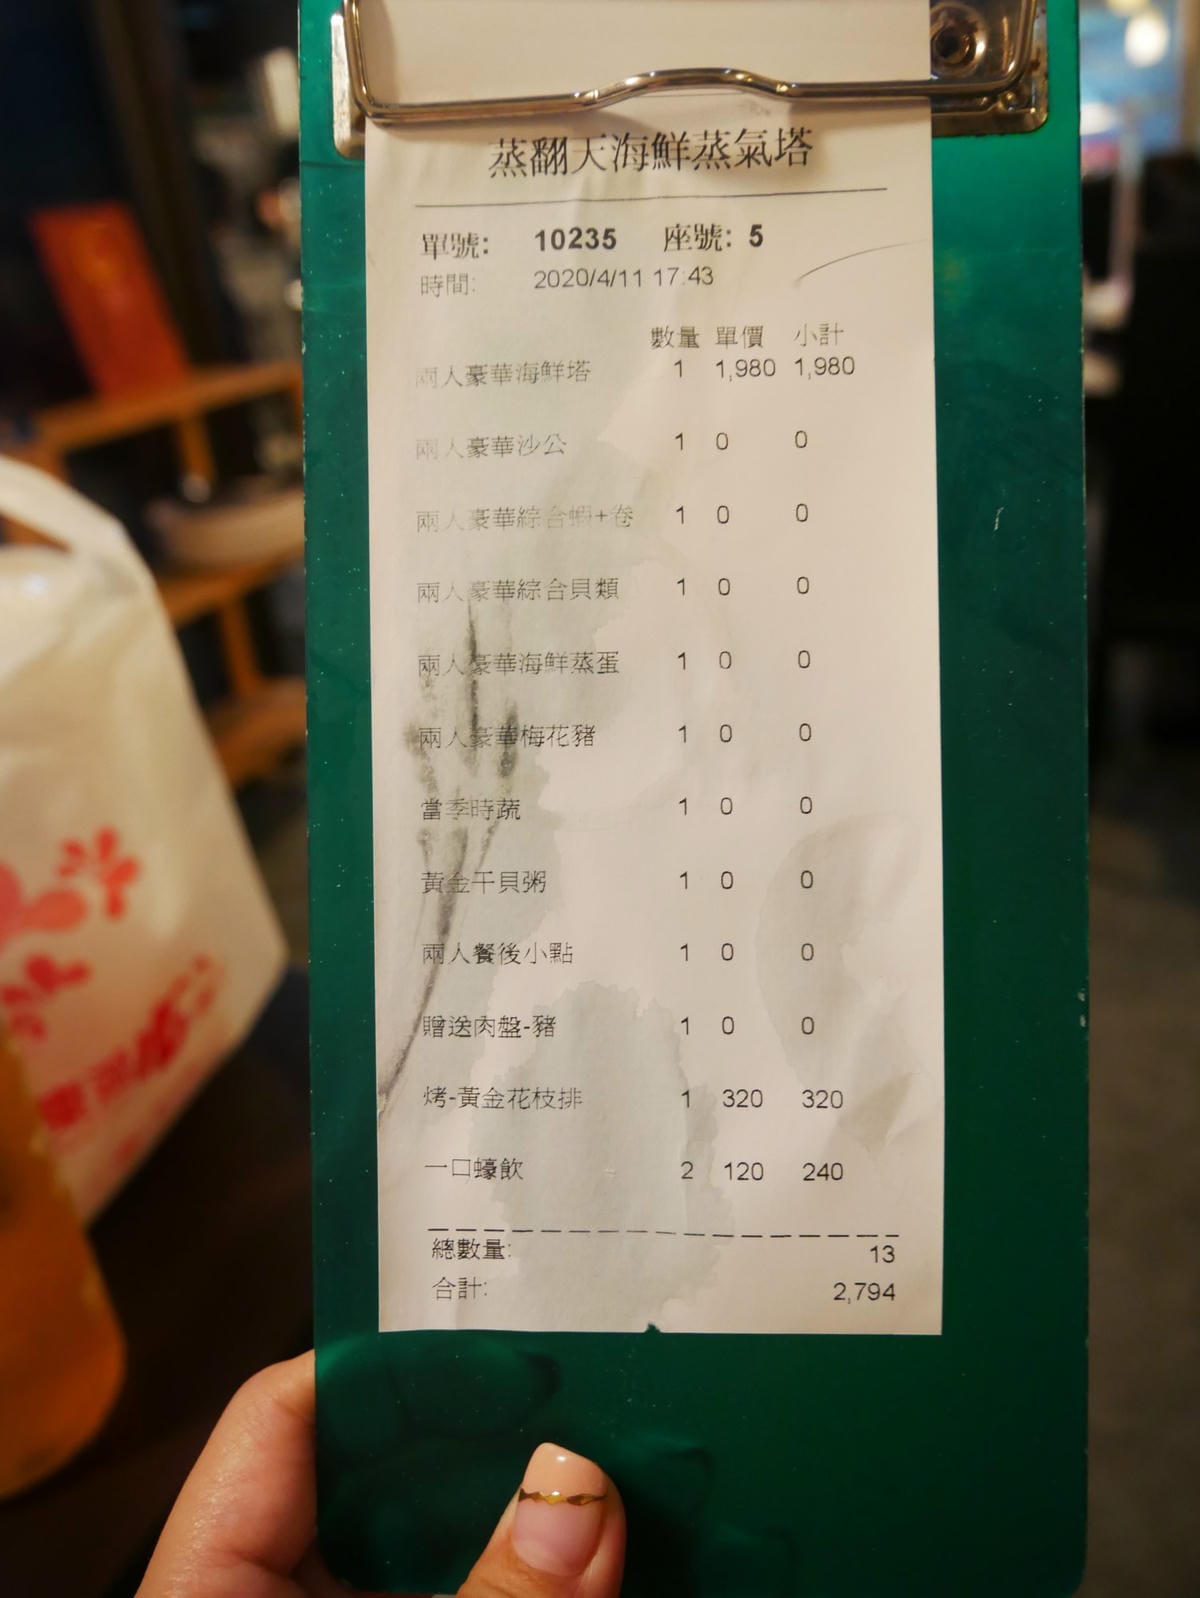 蒸翻天海鮮蒸氣塔
單號: 10235 座號: 5
時間: 2020/4/11 17:43
數量 單價 小計
兩人豪華海鮮塔 1 1,980 1,980
兩人豪華沙公 1 0 0
兩人豪華綜合蝦+卷 1 0 0
兩人豪華綜合貝類 1 0 0
兩人豪華海鮮蒸蛋 1 0 0
兩人豪華梅花豬 1 0 0
當季時蔬 1 0 0
黃金干貝粥 1 0 0
兩人餐後小點 1 0 0
贈送肉盤-豬 1 0 0
烤-黃金花枝排 1 320 320
一口蠔飲 2 120 240
總數量: 13
合計: 2,794